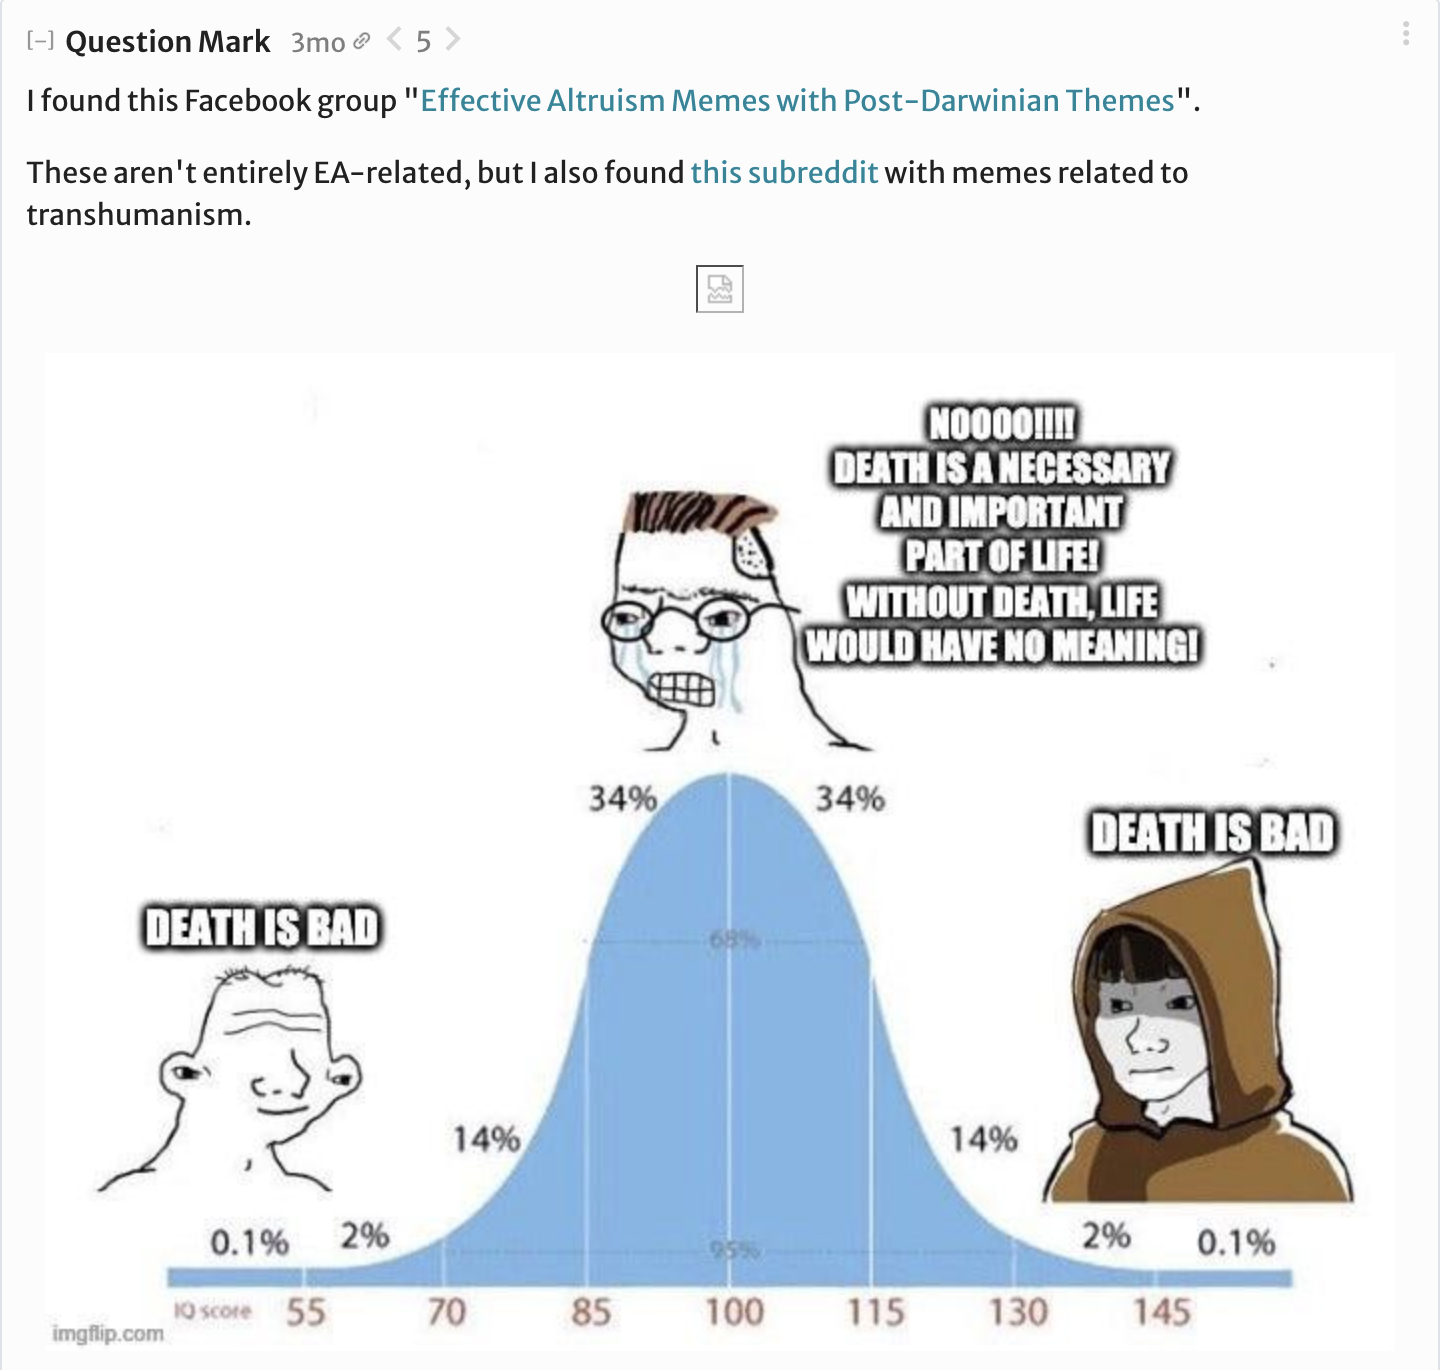 [-] Question Mark 3mo < 5 >
I found this Facebook group "Effective Altruism Memes with Post-Darwinian Themes".
These aren't entirely EA-related, but I also found this subreddit with memes related to
transhumanism.
NOOOO!!!!
DEATH IS A NECESSARY
AND IMPORTANT
PART OF LIFE!
WITHOUT DEATH, LIFE
WOULD HAVE NO MEANING!
34%
34%
DEATH IS BAD
DEATH IS BAD
68%
14%
14%
0.1%
2%
95%
2%
0.1%
IQ score 55 70 85 100 115 130 145
imgflip.com